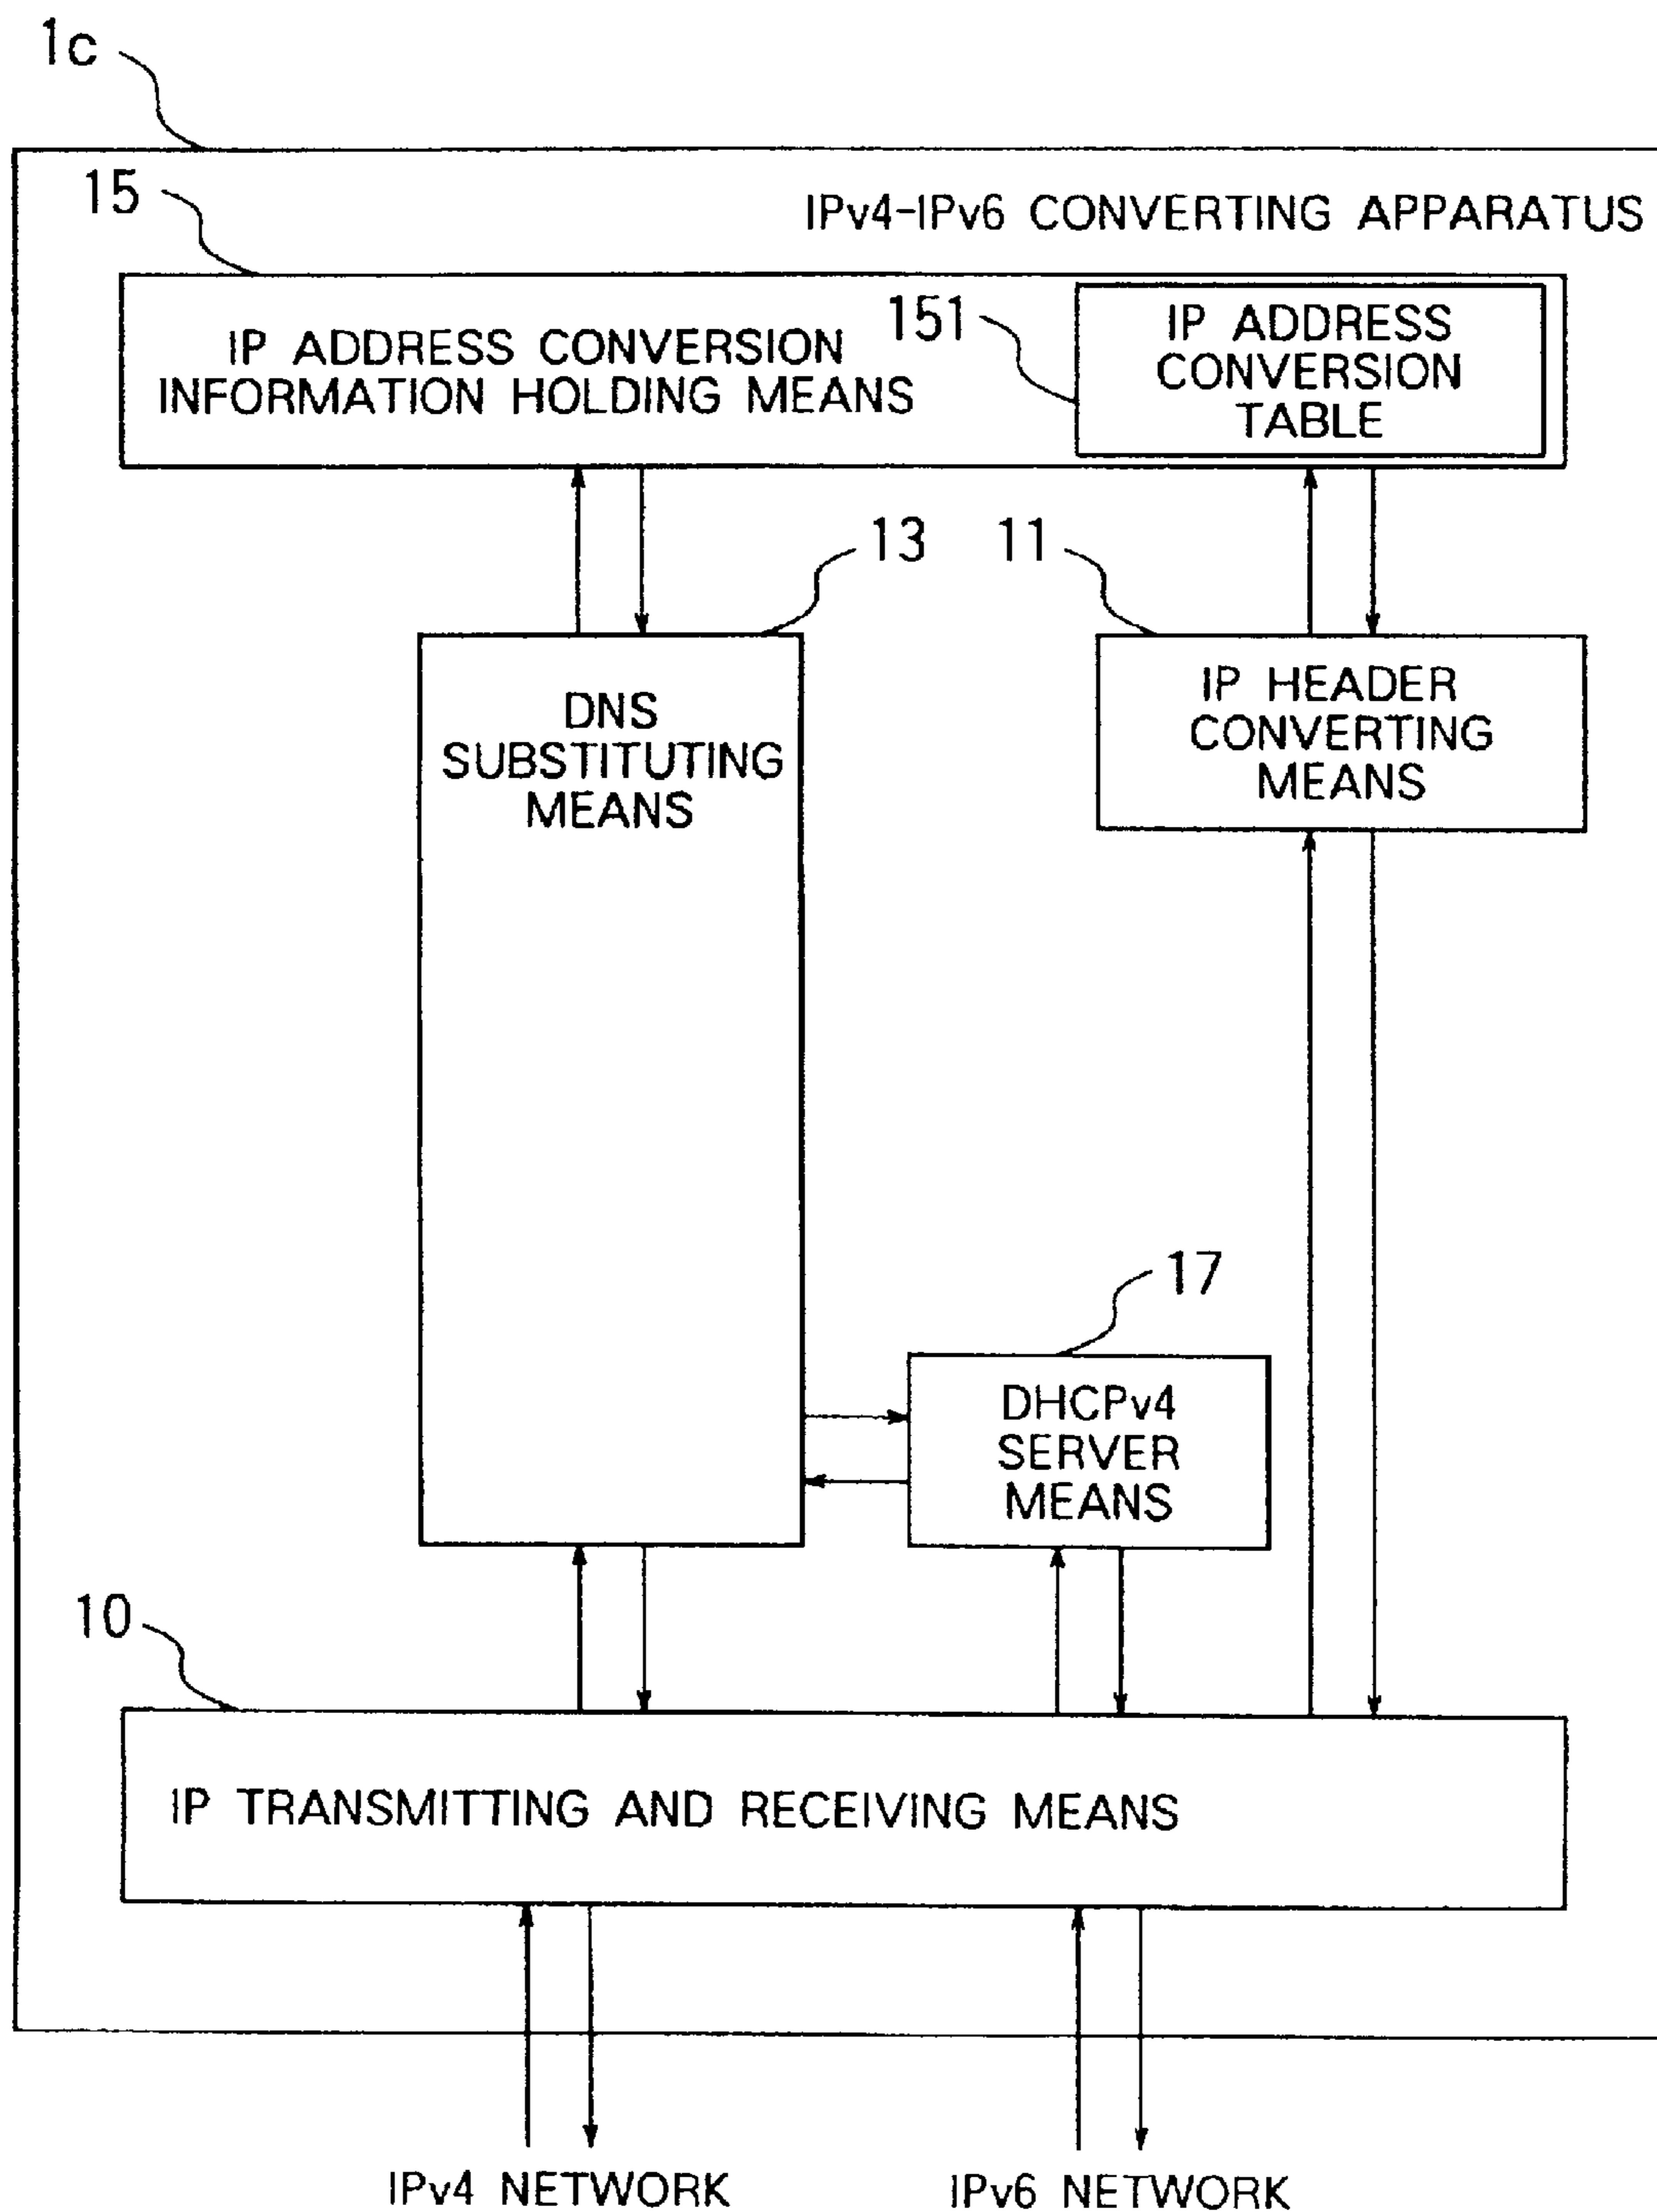 1c
15
IPv4-IPv6 CONVERTING APPARATUS
IP ADDRESS CONVERSION
INFORMATION HOLDING MEANS
151
IP ADDRESS
CONVERSION
TABLE
13
11
DNS
SUBSTITUTING
MEANS
IP HEADER
CONVERTING
MEANS
17
DHCPv4
SERVER
MEANS
10
IP TRANSMITTING AND RECEIVING MEANS
IPv4 NETWORK
IPv6 NETWORK